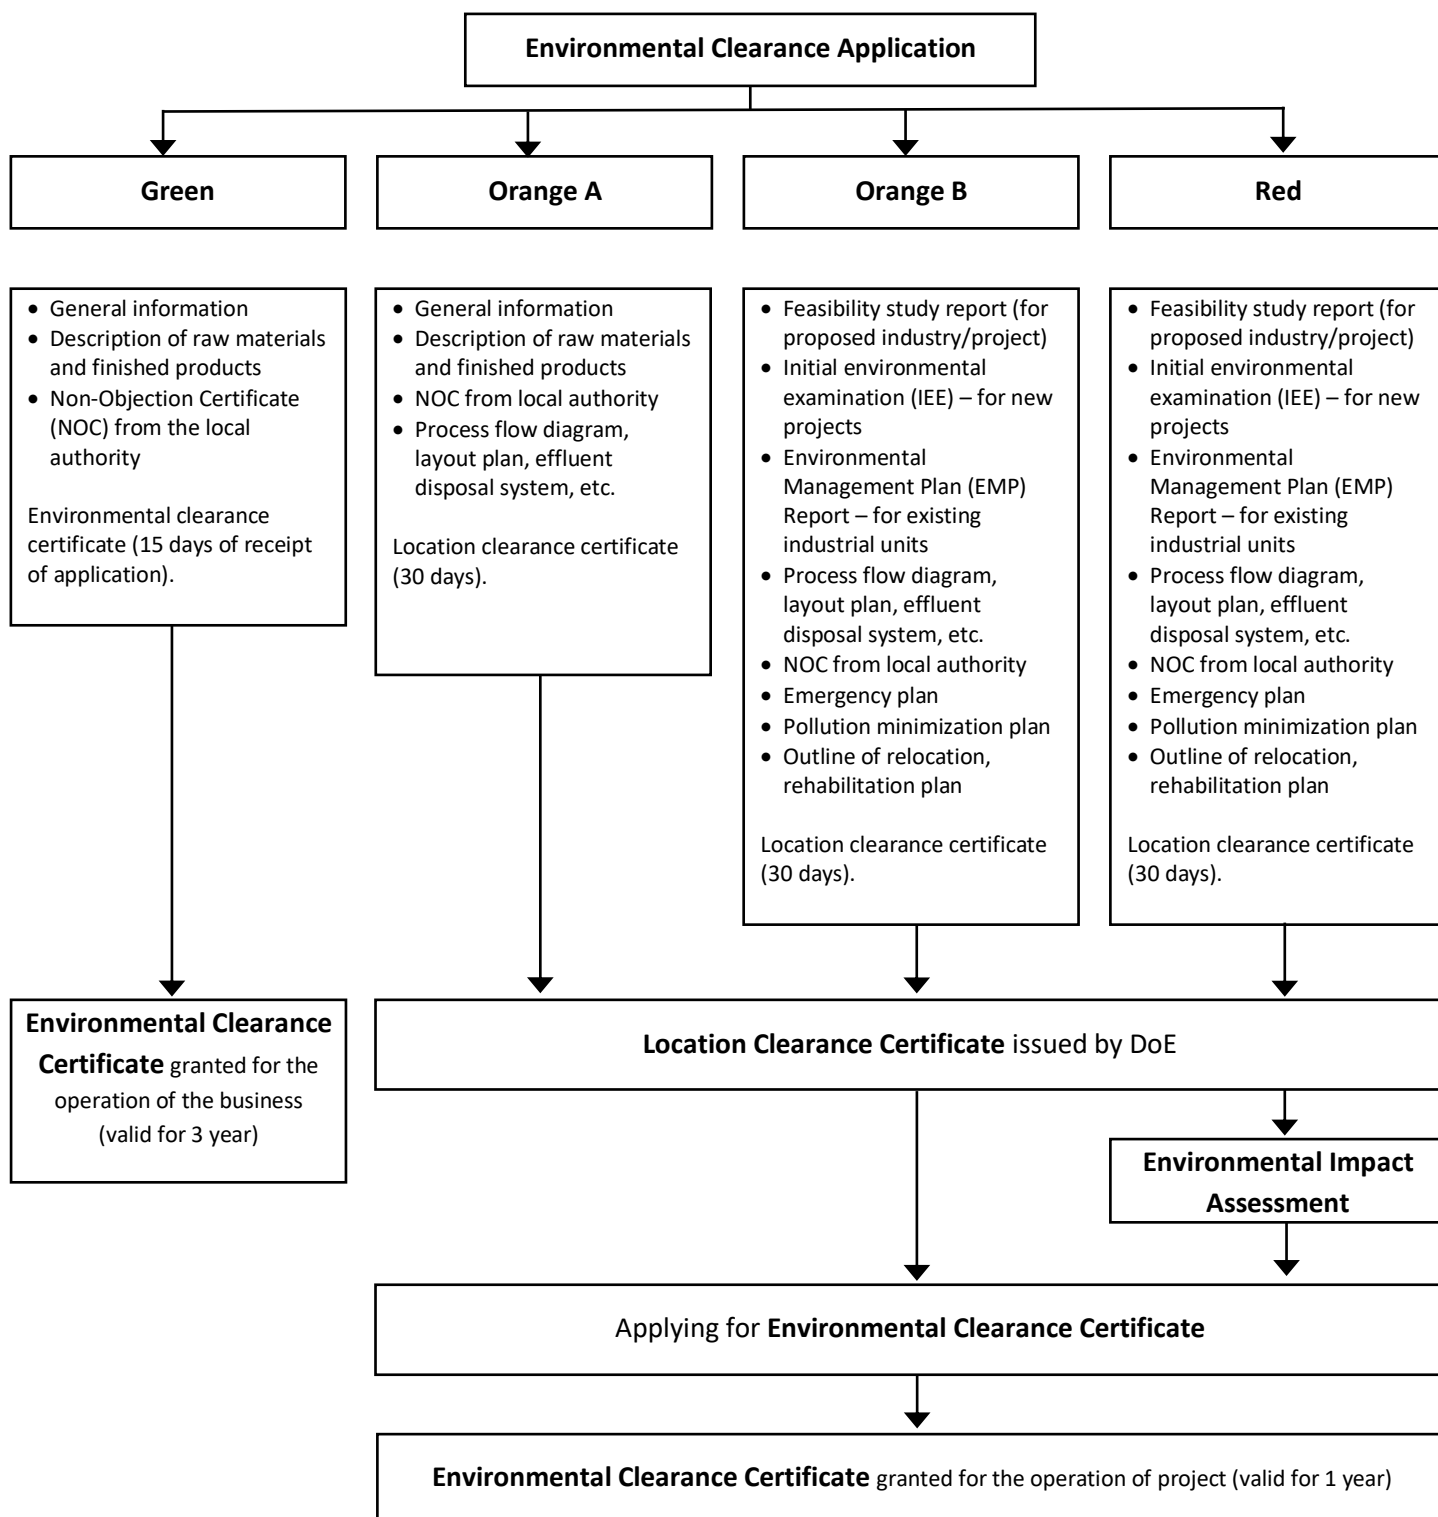 Environmental Clearance Application
Green
Orange A
Orange B
Red
• General information
• Description of raw materials
and finished products
• Non-Objection Certificate
(NOC) from the local
authority
Environmental clearance
certificate (15 days of receipt
of application).
• General information
• Description of raw materials
and finished products
• NOC from local authority
• Process flow diagram,
layout plan, effluent
disposal system, etc.
Location clearance certificate
(30 days).
• Feasibility study report (for
proposed industry/project)
• Initial environmental
examination (IEE) – for new
projects
• Environmental
Management Plan (EMP)
Report – for existing
industrial units
• Process flow diagram,
layout plan, effluent
disposal system, etc.
• NOC from local authority
• Emergency plan
• Pollution minimization plan
• Outline of relocation,
rehabilitation plan
Location clearance certificate
(30 days).
• Feasibility study report (for
proposed industry/project)
• Initial environmental
examination (IEE) – for new
projects
• Environmental
Management Plan (EMP)
Report – for existing
industrial units
• Process flow diagram,
layout plan, effluent
disposal system, etc.
• NOC from local authority
• Emergency plan
• Pollution minimization plan
• Outline of relocation,
rehabilitation plan
Location clearance certificate
(30 days).
Environmental Clearance
Certificate granted for the
operation of the business
(valid for 3 year)
Location Clearance Certificate issued by DoE
Environmental Impact
Assessment
Applying for Environmental Clearance Certificate
Environmental Clearance Certificate granted for the operation of project (valid for 1 year)